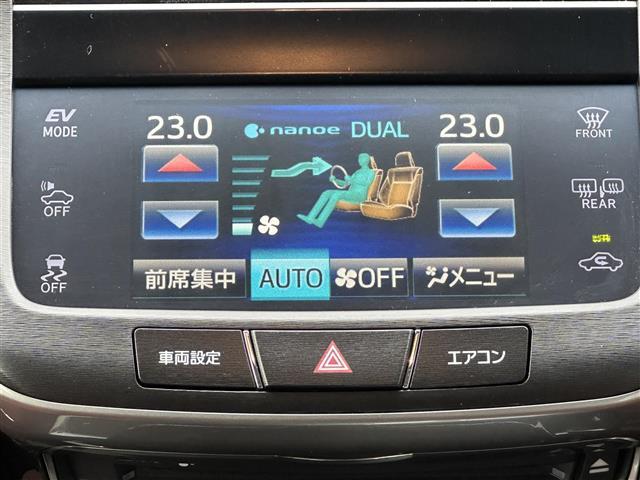 EV MODE
23.0 nanoe DUAL 23.0
FRONT
OFF
REAR
OFF
前席集中 AUTO OFF メニュー
車両設定 エアコン